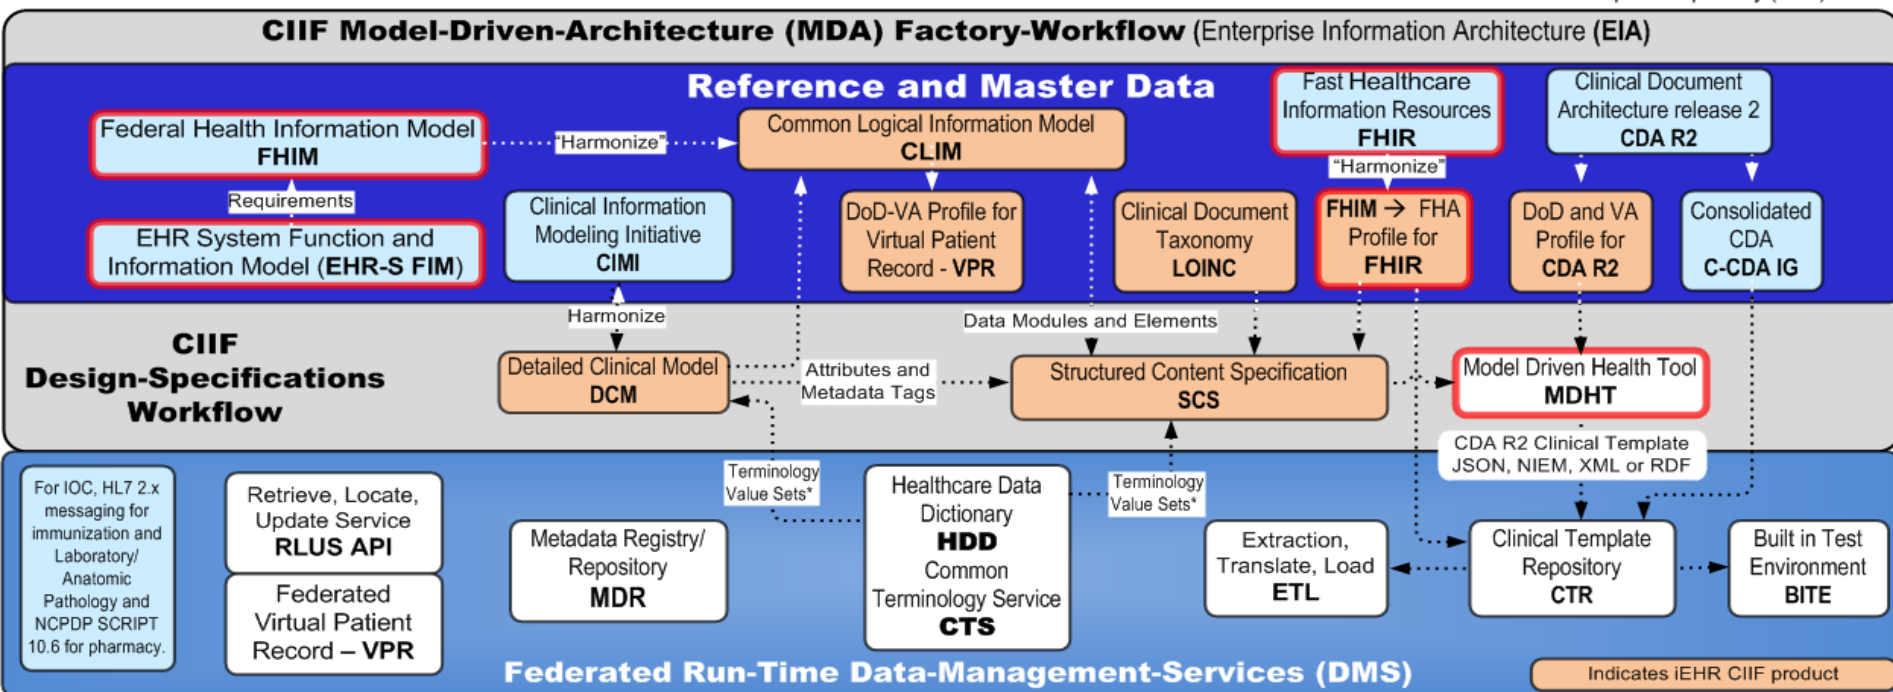 CIIF Model-Driven-Architecture (MDA) Factory-Workflow (Enterprise Information Architecture (EIA)
Reference and Master Data
Federal Health Information Model
FHIM
"Harmonize"
Common Logical Information Model
CLIM
Fast Healthcare
Information Resources
FHIR
Clinical Document
Architecture release 2
CDA R2
Requirements
"Harmonize"
EHR System Function and
Information Model (EHR-S FIM)
Clinical Information
Modeling Initiative
CIMI
DoD-VA Profile for
Virtual Patient
Record - VPR
Clinical Document
Taxonomy
LOINC
FHIM → FHA
Profile for
FHIR
DoD and VA
Profile for
CDA R2
Consolidated
CDA
C-CDA IG
Harmonize
Data Modules and Elements
CIIF
Design-Specifications
Workflow
Detailed Clinical Model
DCM
Attributes and
Metadata Tags
Structured Content Specification
SCS
Model Driven Health Tool
MDHT
CDA R2 Clinical Template
JSON, NIEM, XML or RDF
For IOC, HL7 2.x
messaging for
immunization and
Laboratory/
Anatomic
Pathology and
NCPDP SCRIPT
10.6 for pharmacy.
Retrieve, Locate,
Update Service
RLUS API
Federated
Virtual Patient
Record – VPR
Metadata Registry/
Repository
MDR
Terminology
Value Sets*
Healthcare Data
Dictionary
HDD
Common
Terminology Service
CTS
Terminology
Value Sets*
Extraction,
Translate, Load
ETL
Clinical Template
Repository
CTR
Built in Test
Environment
BITE
Federated Run-Time Data-Management-Services (DMS)
Indicates iEHR CIIF product